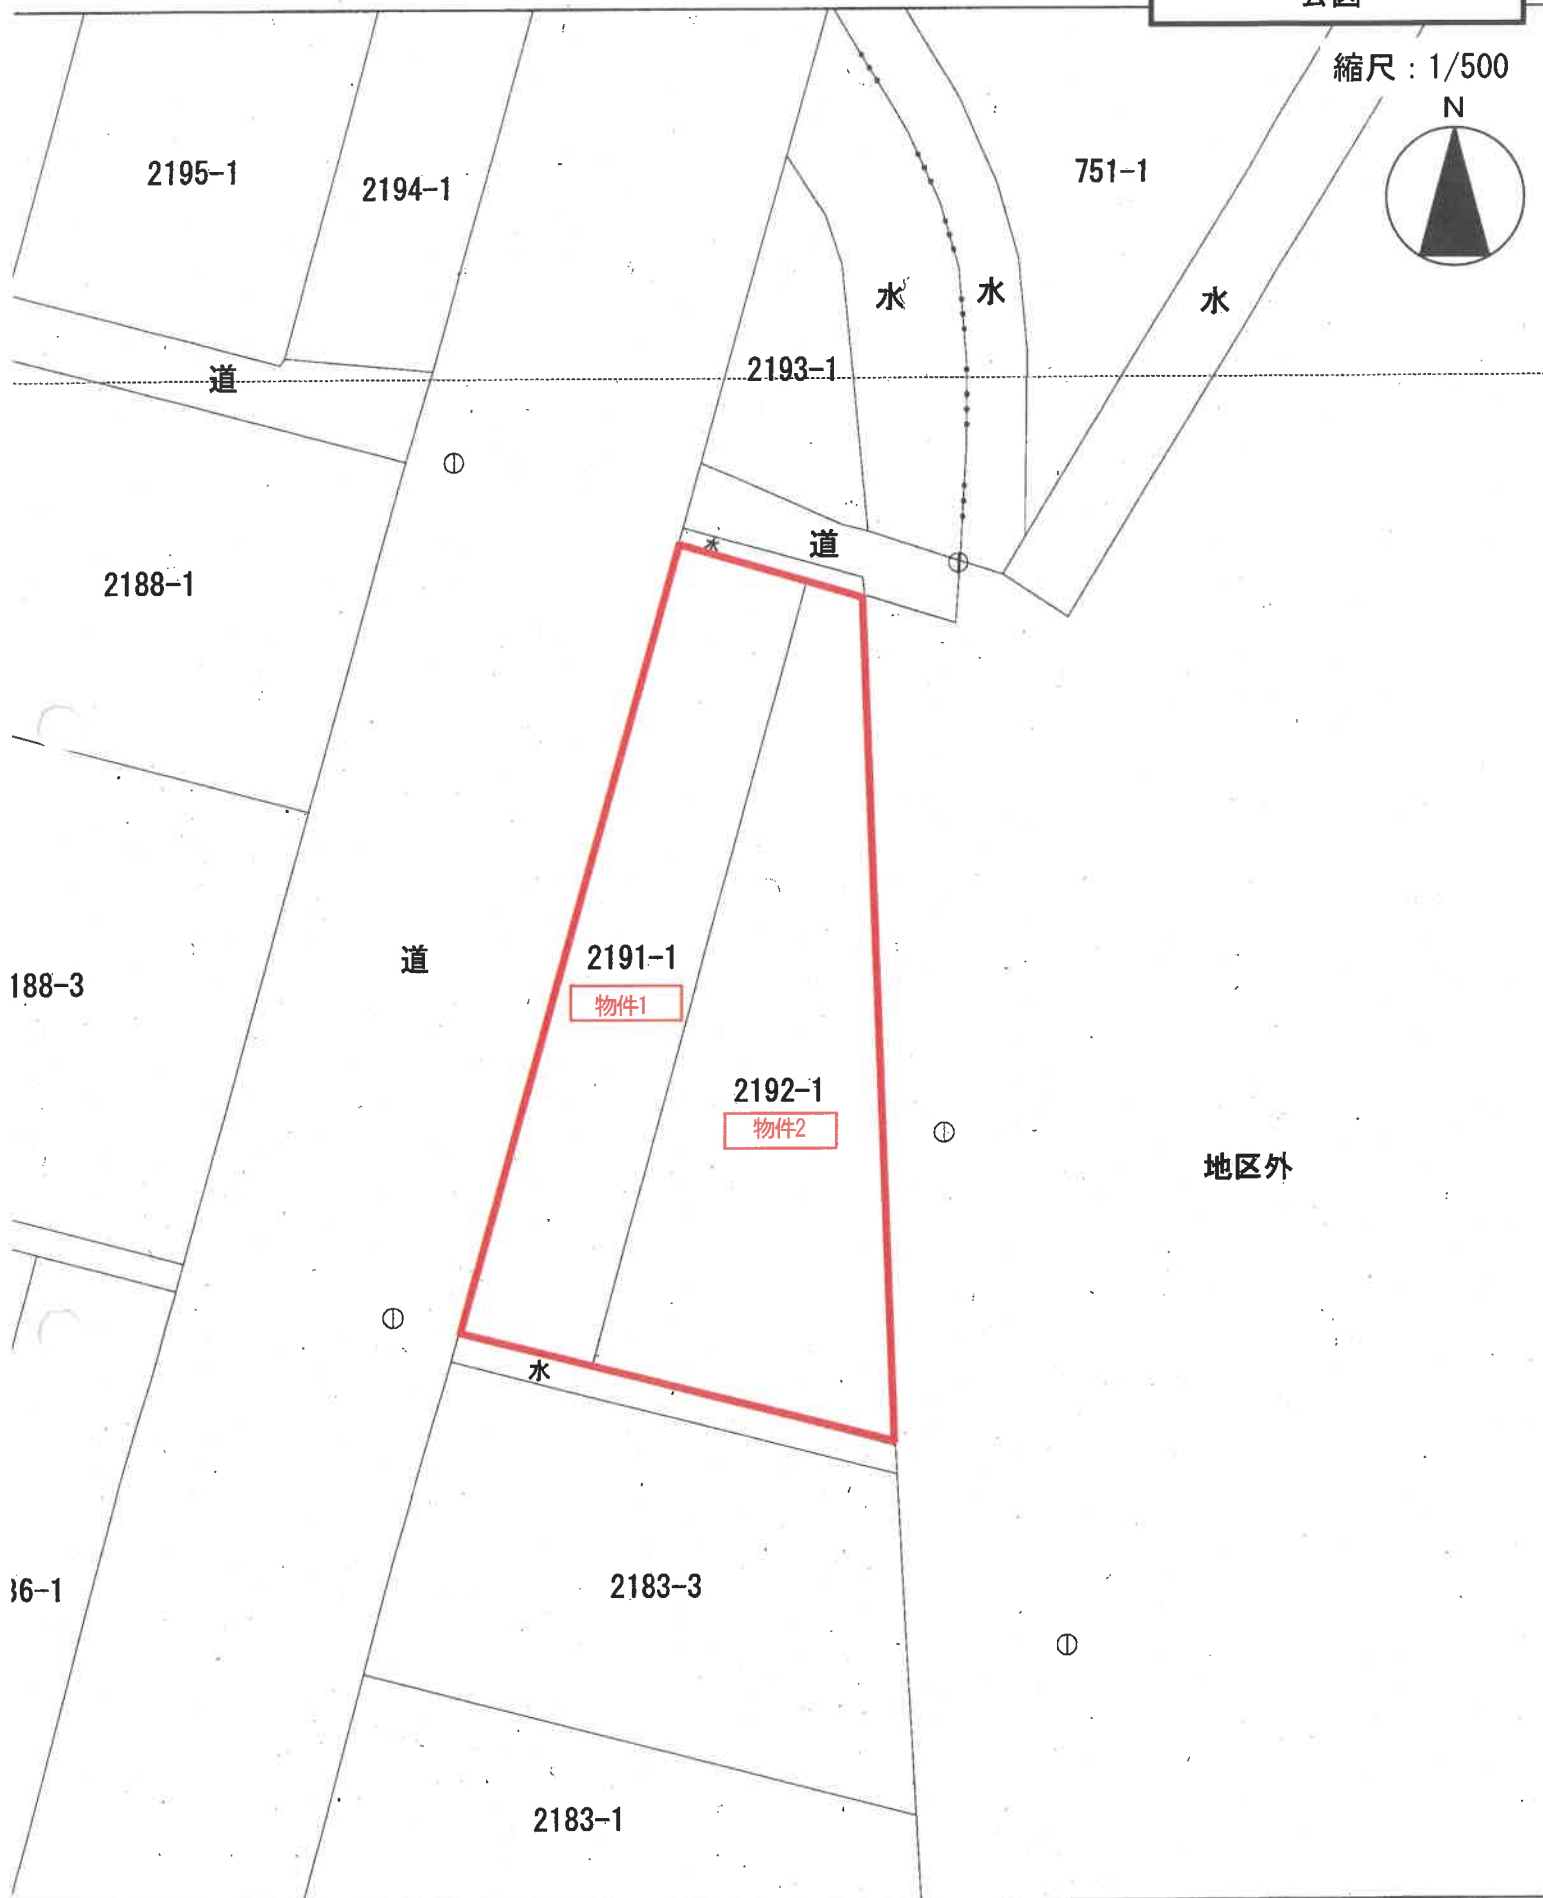 公図
縮尺：1/500
N
2195-1
2194-1
751-1
水
水
水
2193-1
道
水
道
2188-1
2191-1
道
188-3
物件1
2192-1
物件2
地区外
水
2183-3
36-1
2183-1